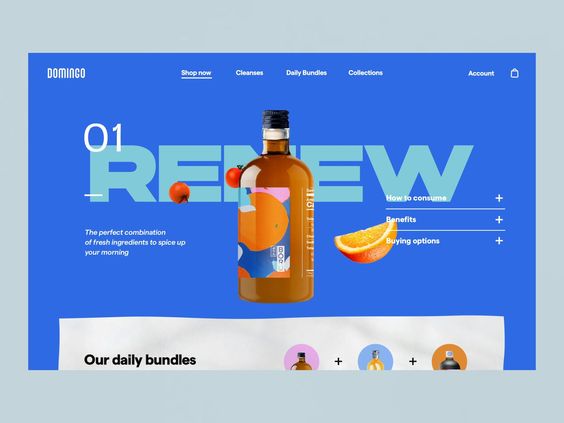 DOMINGO
Shop now
Cleanses
Daily Bundles
Collections
Account
01
RENEW
How to consume +
Benefits +
Buying options +
The perfect combination
of fresh ingredients to spice up
your morning
Our daily bundles
+ +